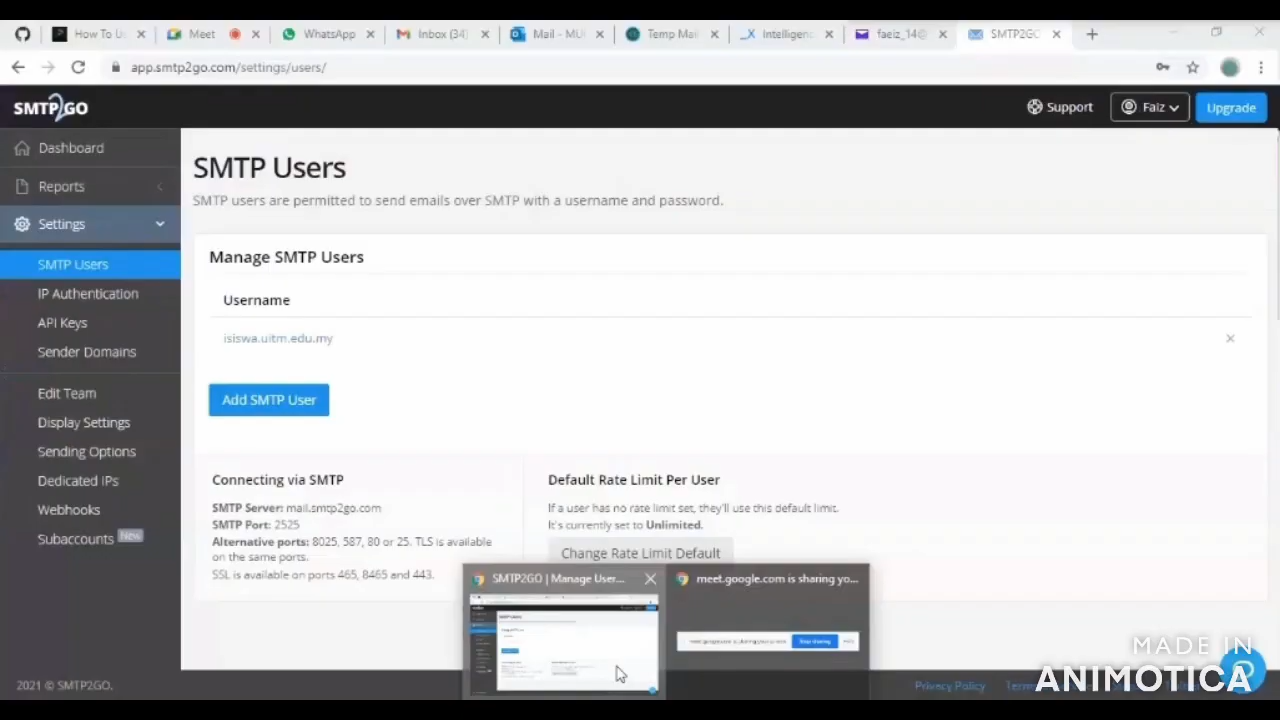 How To U
Meet
WhatsApp
Inbox (34)
Mail - MU
Temp Mai
Intelligenc
faeiz_14@
SMTP2GO
app.smtp2go.com/settings/users/
SMTP2GO
Support
Faiz
Upgrade
Dashboard
Reports
Settings
SMTP Users
IP Authentication
API Keys
Sender Domains
Edit Team
Display Settings
Sending Options
Dedicated IPs
Webhooks
Subaccounts New
2021 © SMTP2GO.
SMTP Users
SMTP users are permitted to send emails over SMTP with a username and password.
Manage SMTP Users
Username
isiswa.uitm.edu.my
Add SMTP User
Connecting via SMTP
SMTP Server: mail.smtp2go.com
SMTP Port: 2525
Alternative ports: 8025, 587, 80 or 25. TLS is available
on the same ports.
SSL is available on ports 465, 8465 and 443.
Default Rate Limit Per User
If a user has no rate limit set, they'll use this default limit.
It's currently set to Unlimited.
Change Rate Limit Default
SMTP2GO | Manage User...
meet.google.com is sharing yo...
Stop sharing
Privacy Policy
Terms
MADE IN
ANIMOTICA